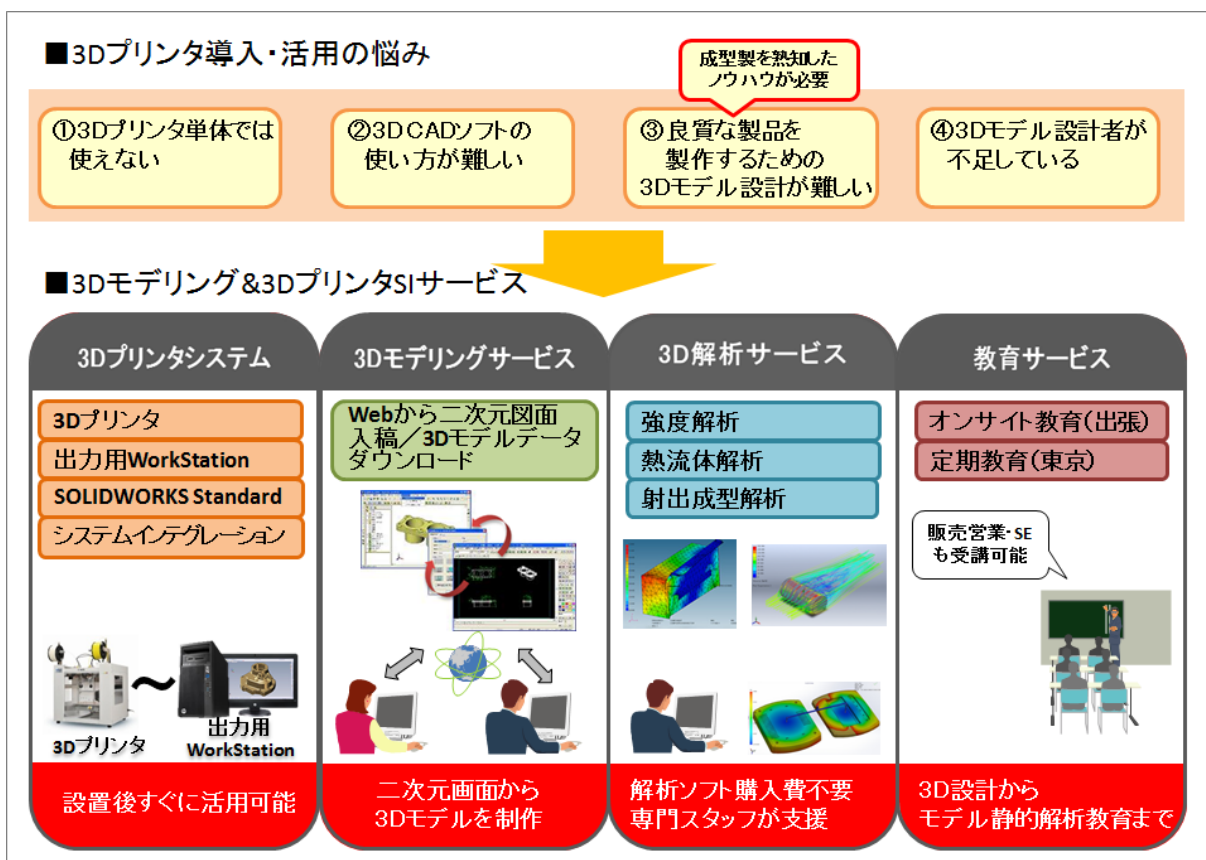 ■3Dプリンタ導入・活用の悩み
成型製を熟知した
ノウハウが必要
①3Dプリンタ単体では
使えない
②3D CADソフトの
使い方が難しい
③良質な製品を
製作するための
3Dモデル設計が難しい
④3Dモデル設計者が
不足している
■3Dモデリング&3DプリンタSIサービス
3Dプリンタシステム
3Dプリンタ
出力用WorkStation
SOLIDWORKS Standard
システムインテグレーション
3Dプリンタ
出力用
WorkStation
設置後すぐに活用可能
3Dモデリングサービス
Webから二次元図面
入稿／3Dモデルデータ
ダウンロード
二次元画面から
3Dモデルを制作
3D解析サービス
強度解析
熱流体解析
射出成型解析
解析ソフト購入費不要
専門スタッフが支援
教育サービス
オンサイト教育(出張)
定期教育(東京)
販売営業・SE
も受講可能
3D設計から
モデル静的解析教育まで